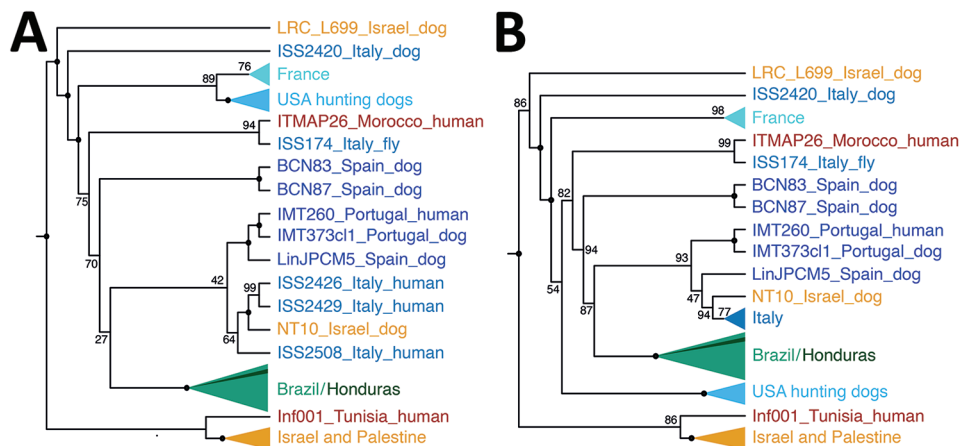 A
LRC_L699_Israel_dog
ISS2420_Italy_dog
76
France
89
USA hunting dogs
94
ITMAP26_Morocco_human
ISS174_Italy_fly
BCN83_Spain_dog
BCN87_Spain_dog
75
IMT260_Portugal_human
IMT373cl1_Portugal_dog
LinJPCM5_Spain_dog
70
42
ISS2426_Italy_human
99
ISS2429_Italy_human
NT10_Israel_dog
64
ISS2508_Italy_human
27
Brazil/Honduras
Inf001_Tunisia_human
Israel and Palestine
B
LRC_L699_Israel_dog
ISS2420_Italy_dog
86
98
France
99
ITMAP26_Morocco_human
ISS174_Italy_fly
82
BCN83_Spain_dog
BCN87_Spain_dog
IMT260_Portugal_human
94
IMT373cl1_Portugal_dog
93
LinJPCM5_Spain_dog
54
47
NT10_Israel_dog
87
94
77
Italy
Brazil/Honduras
USA hunting dogs
86
Inf001_Tunisia_human
Israel and Palestine